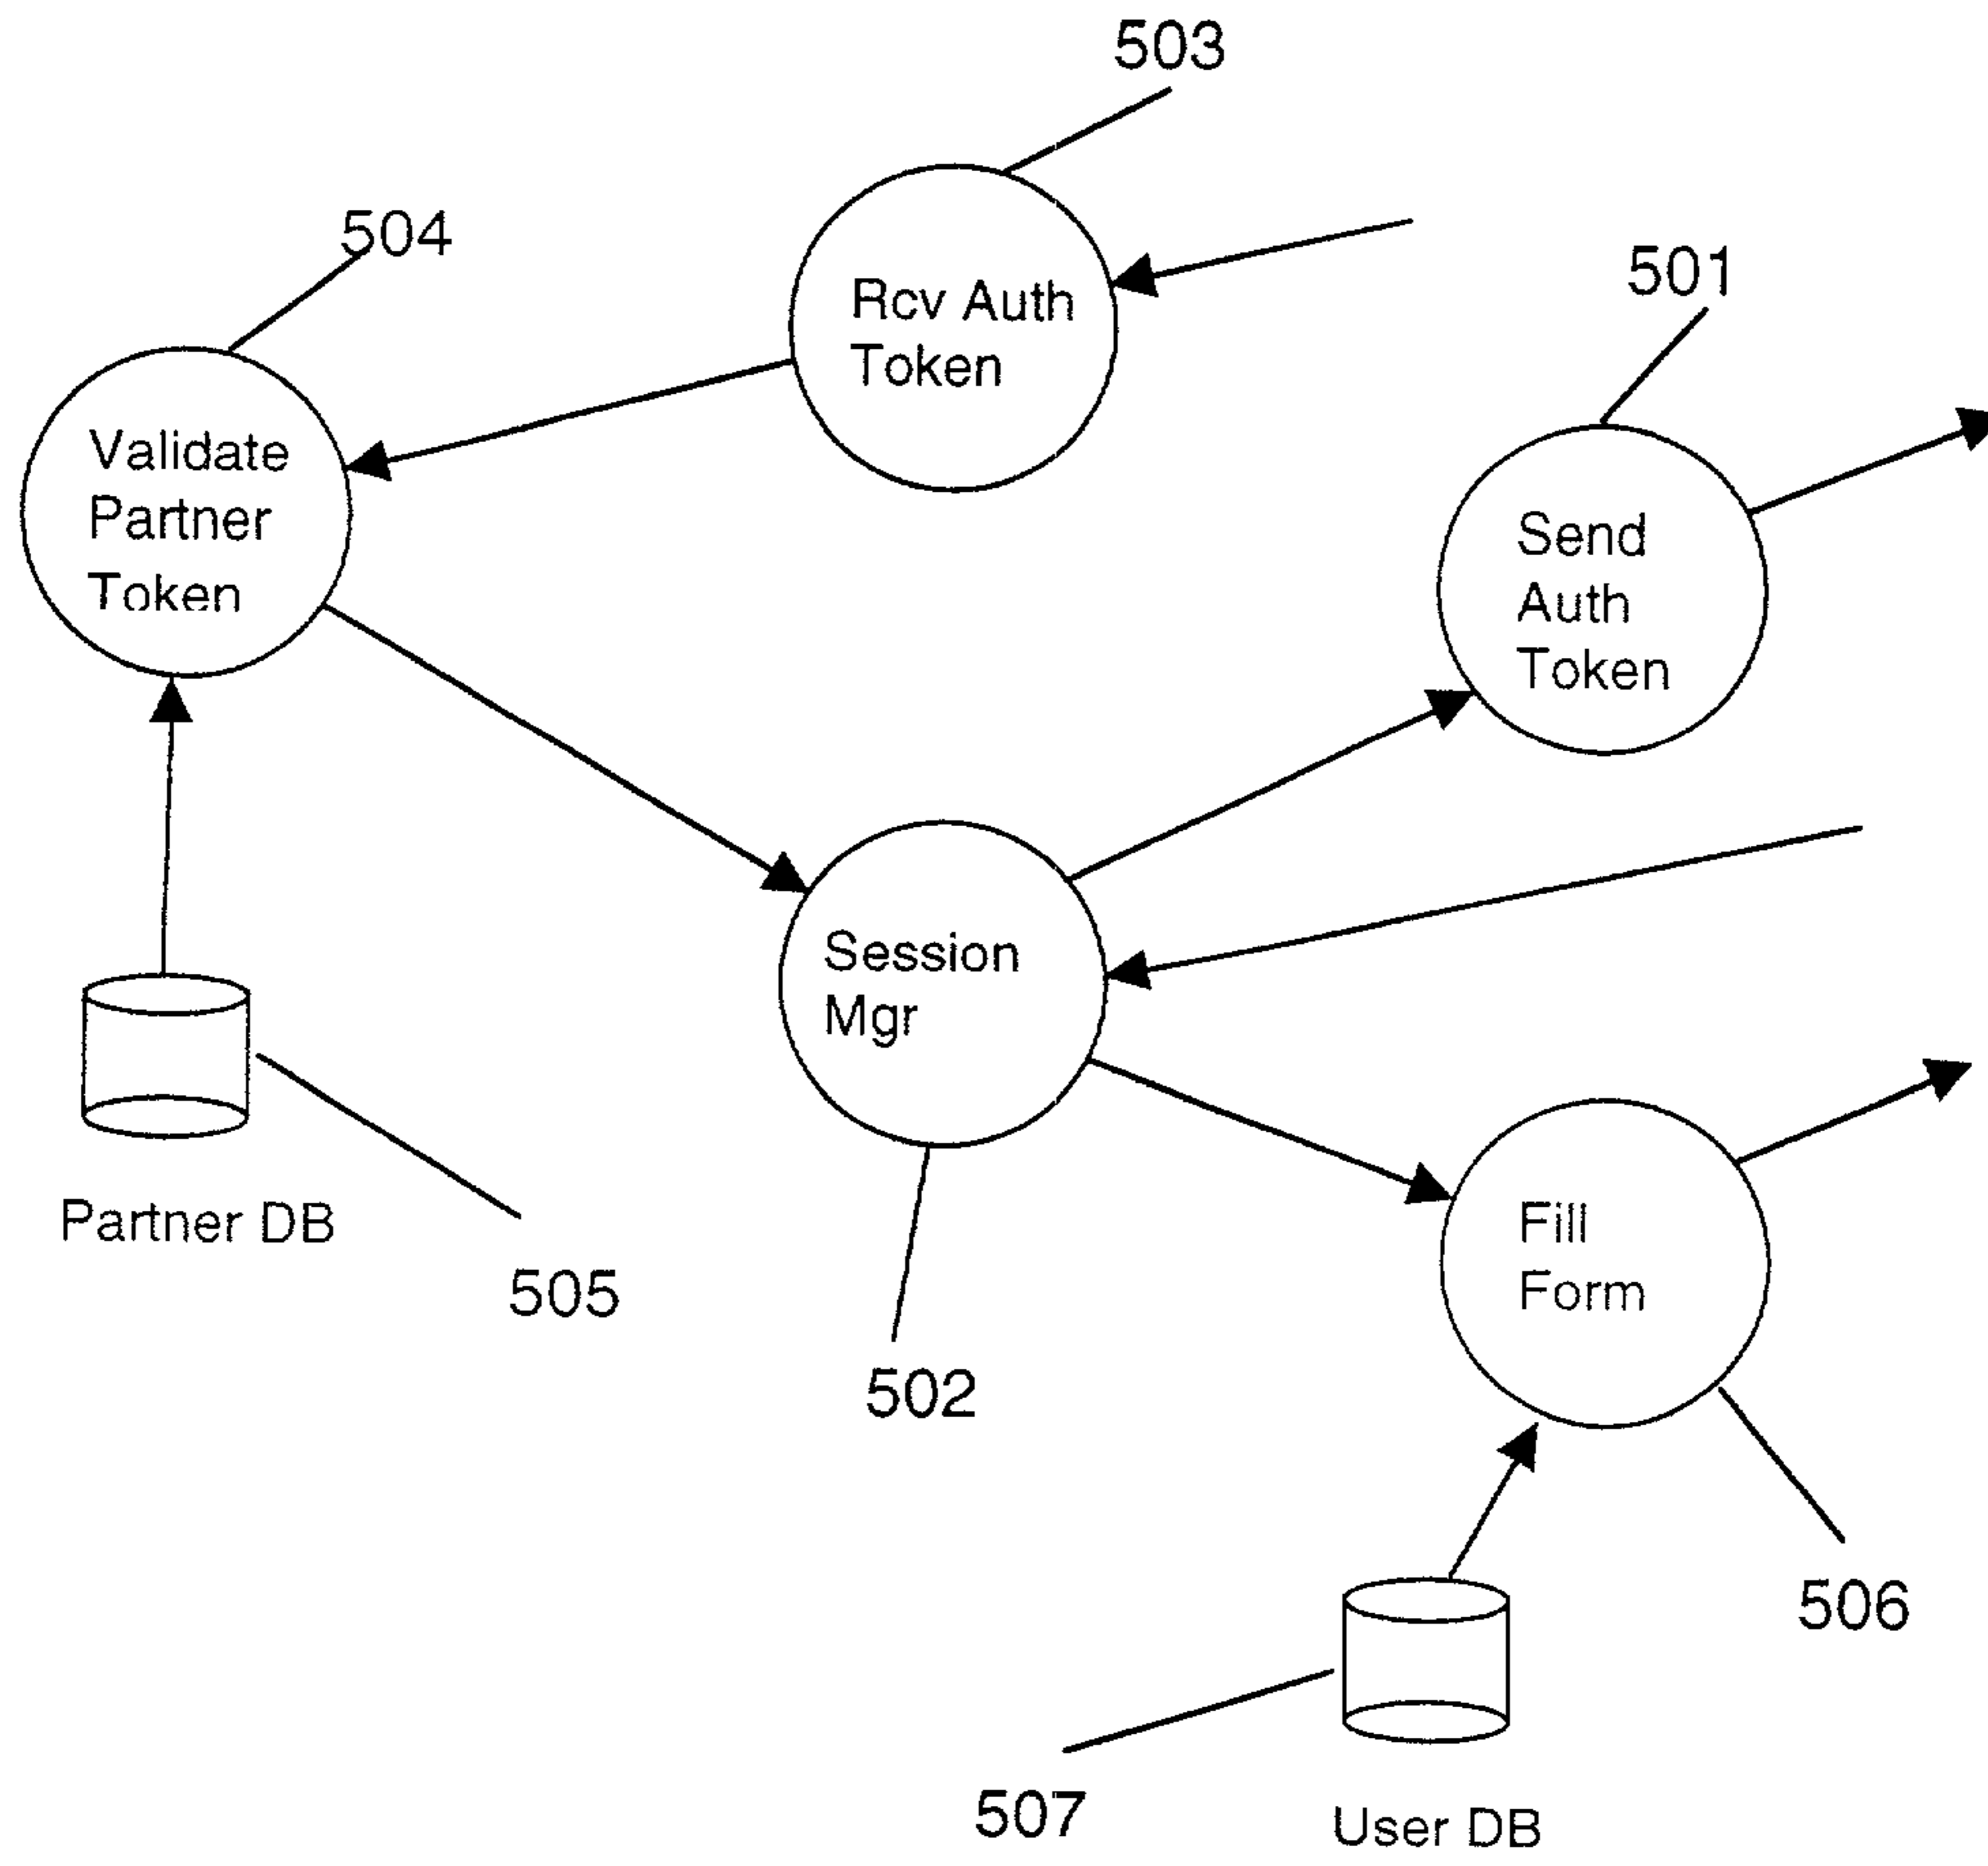 503
504
501
Rcv Auth
Token
Validate
Partner
Token
Send
Auth
Token
Session
Mgr
Partner DB
505
502
Fill
Form
506
507
User DB